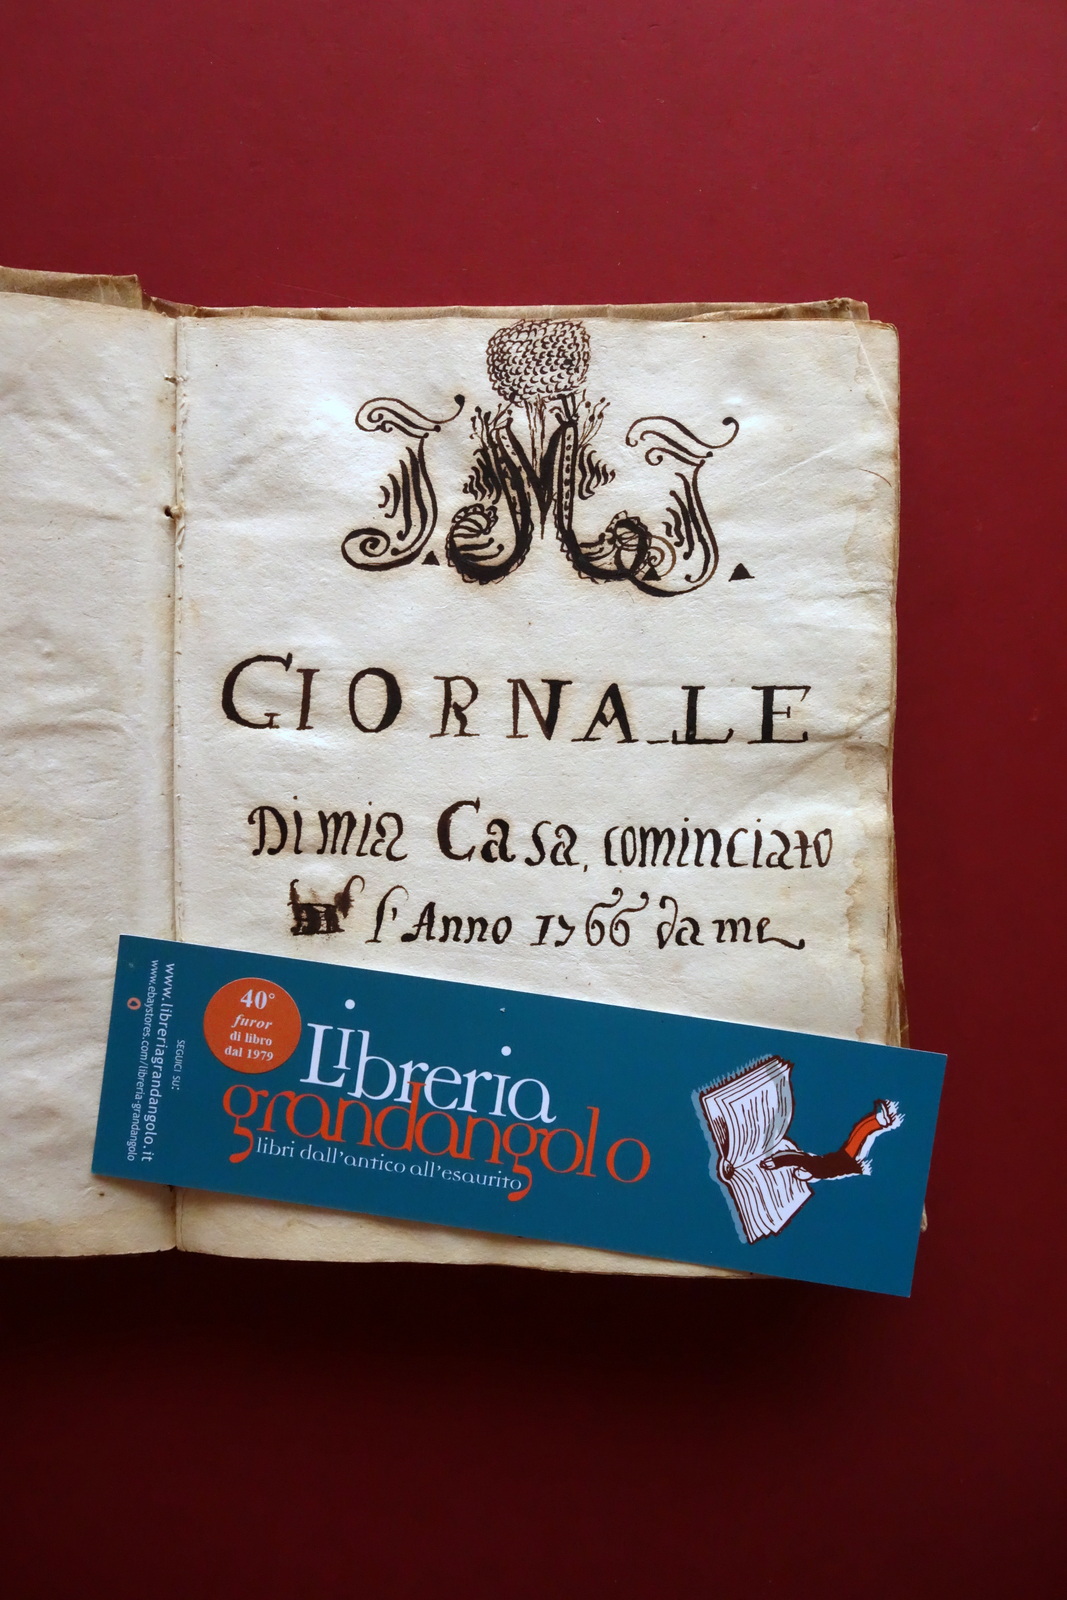 J.M.J.
GIORNALE
Di mia Casa, cominciato
l'Anno 1766 da me
40°
furor
di libro
dal 1979
Libreria
grandangolo
libri dall'antico all'esaurito
SEGUICI SU:
www.libreriagrandangolo.it
www.ebaystores.com/libreria-grandangolo